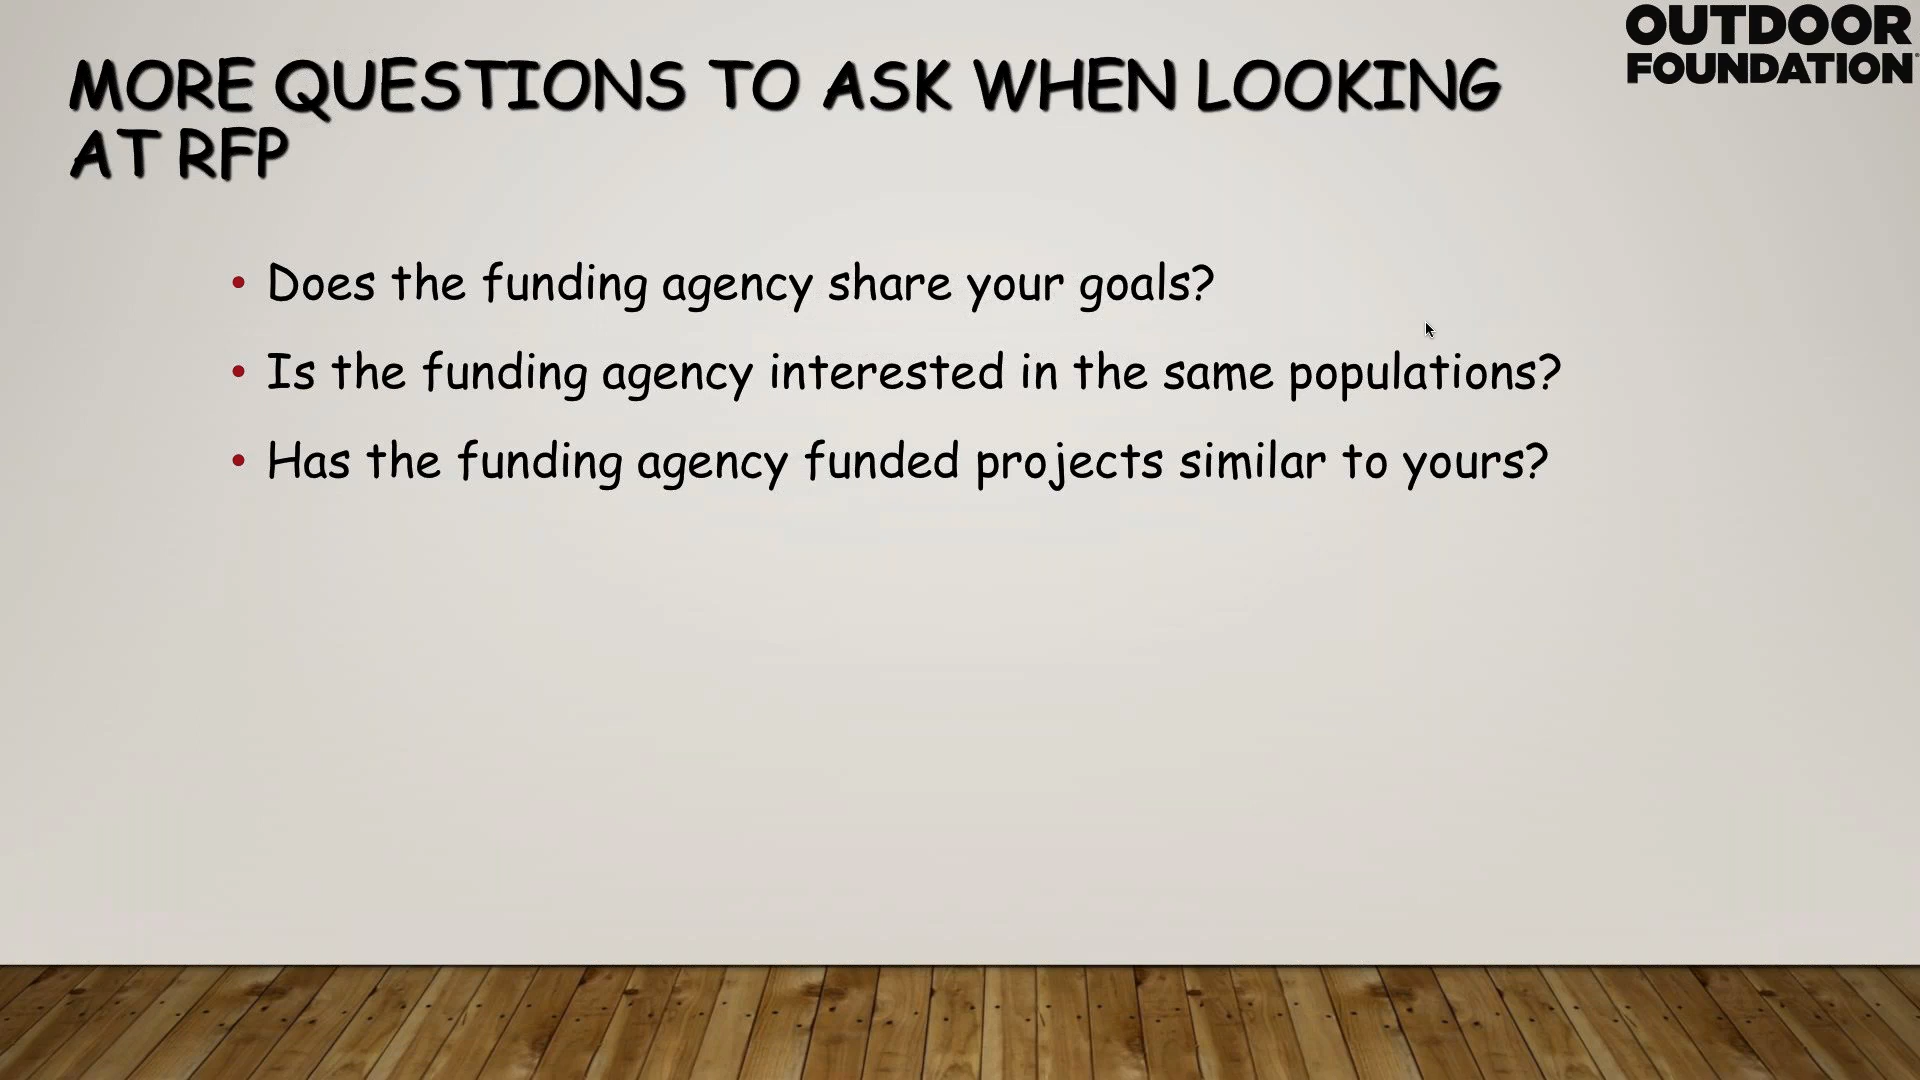 OUTDOOR
FOUNDATION
MORE QUESTIONS TO ASK WHEN LOOKING
AT RFP
• Does the funding agency share your goals?
• Is the funding agency interested in the same populations?
• Has the funding agency funded projects similar to yours?